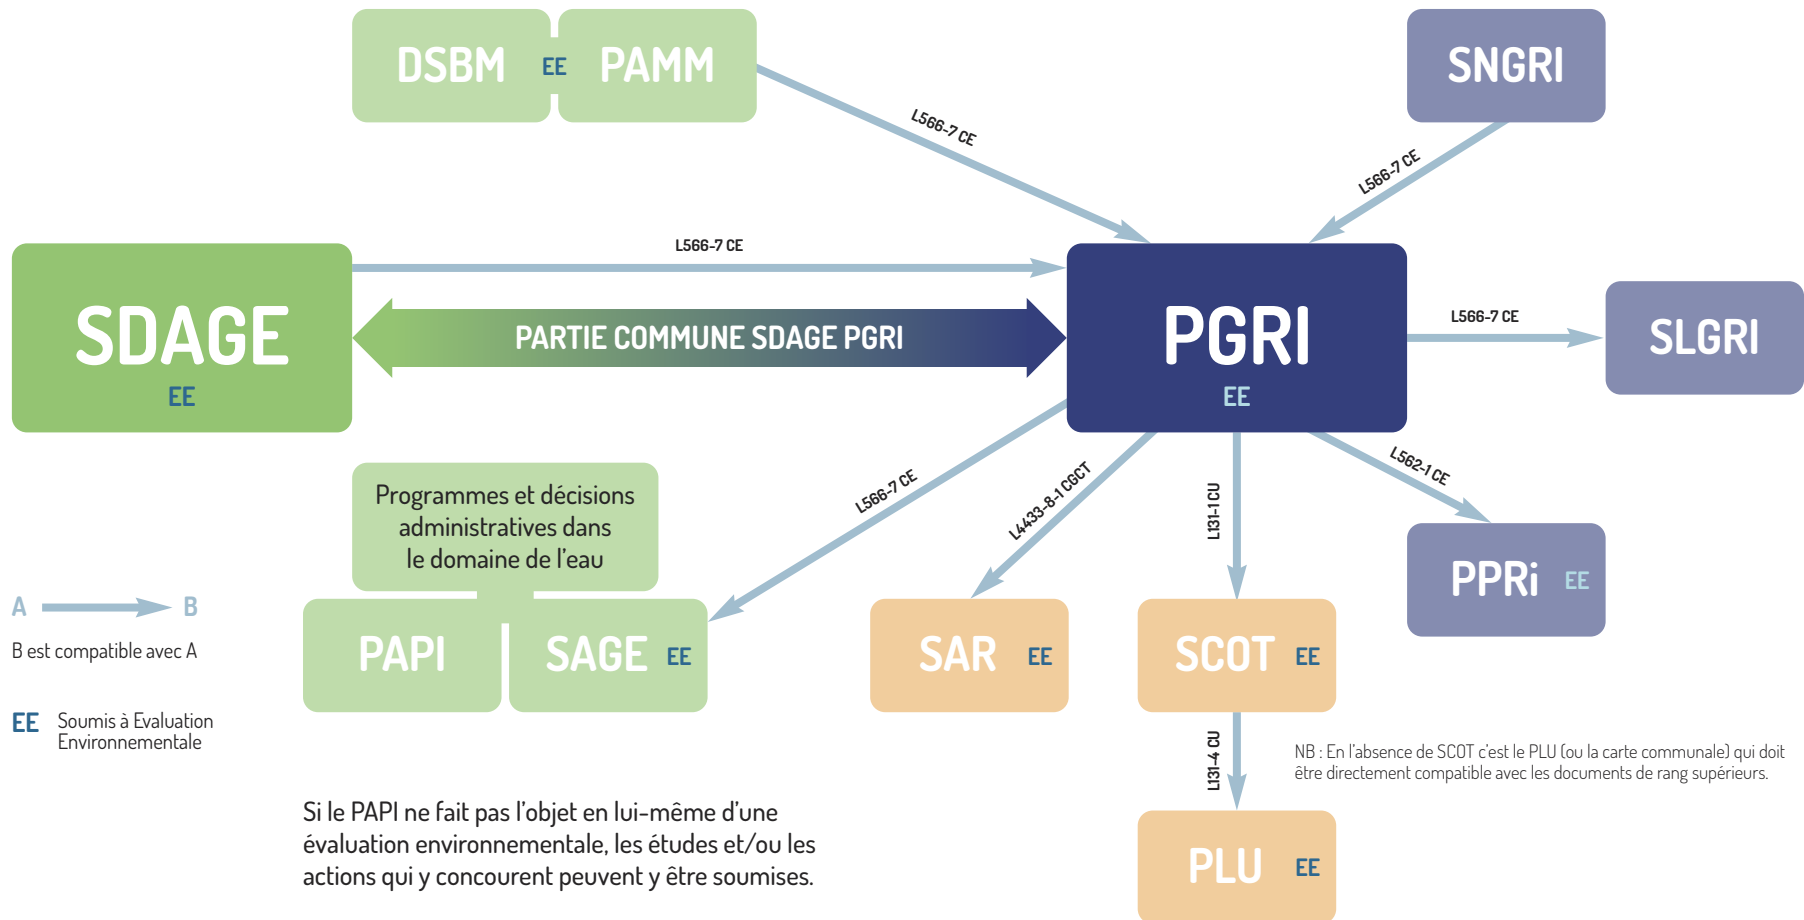 DSBM EE PAMM
SNGRI
L566-7 CE
L566-7 CE
L566-7 CE
SDAGE
EE
PARTIE COMMUNE SDAGE PGRI
PGRI
EE
L566-7 CE
SLGRI
L566-7 CE
L4433-8-1 CGCT
L131-1 CU
L562-1 CE
Programmes et décisions
administratives dans
le domaine de l'eau
PPRi EE
A B
B est compatible avec A
PAPI
SAGE EE
SAR EE
SCOT EE
EE Soumis à Evaluation
Environnementale
L131-4 CU
NB : En l'absence de SCOT c'est le PLU (ou la carte communale) qui doit
être directement compatible avec les documents de rang supérieurs.
Si le PAPI ne fait pas l'objet en lui-même d'une
évaluation environnementale, les études et/ou les
actions qui y concourent peuvent y être soumises.
PLU EE